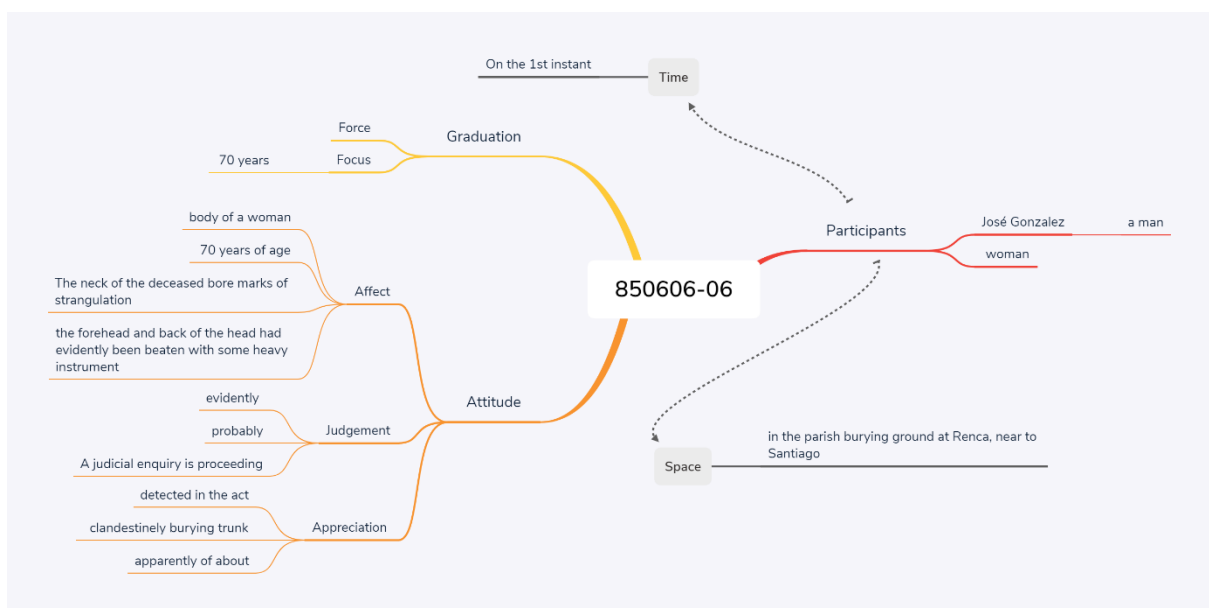 On the 1st instant
Time
Force
Graduation
70 years
Focus
body of a woman
70 years of age
The neck of the deceased bore marks of
strangulation
Affect
the forehead and back of the head had
evidently been beaten with some heavy
instrument
Attitude
evidently
probably
Judgement
A judicial enquiry is proceeding
detected in the act
clandestinely burying trunk
Appreciation
apparently of about
850606-06
Participants
José Gonzalez
a man
woman
Space
in the parish burying ground at Renca, near to
Santiago